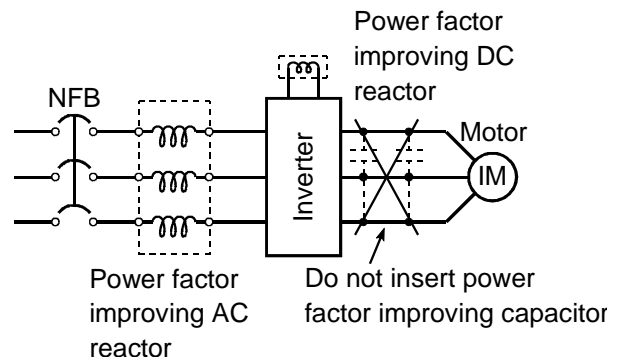 Power factor
improving DC
reactor
NFB
Motor
Inverter
IM
Power factor
improving AC
reactor
Do not insert power
factor improving capacitor